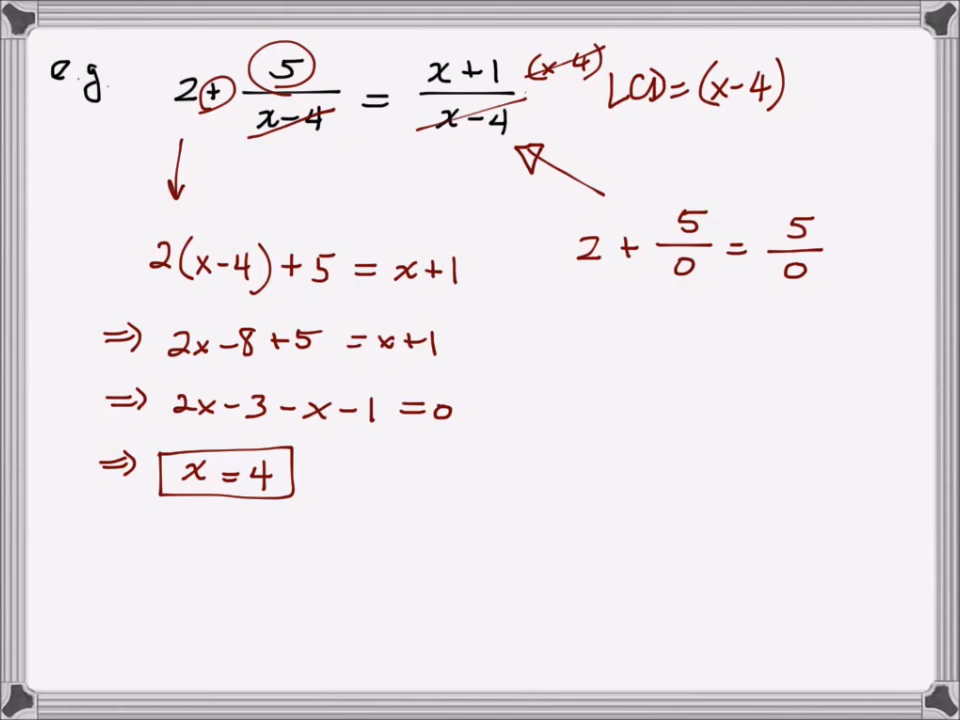 e.g. 2 + 5/(x-4) = (x+1)/(x-4) (x-4) LCD = (x-4)
2(x-4) + 5 = x+1
2 + 5/0 = 5/0
⇒ 2x - 8 + 5 = x+1
⇒ 2x - 3 - x - 1 = 0
⇒ x = 4